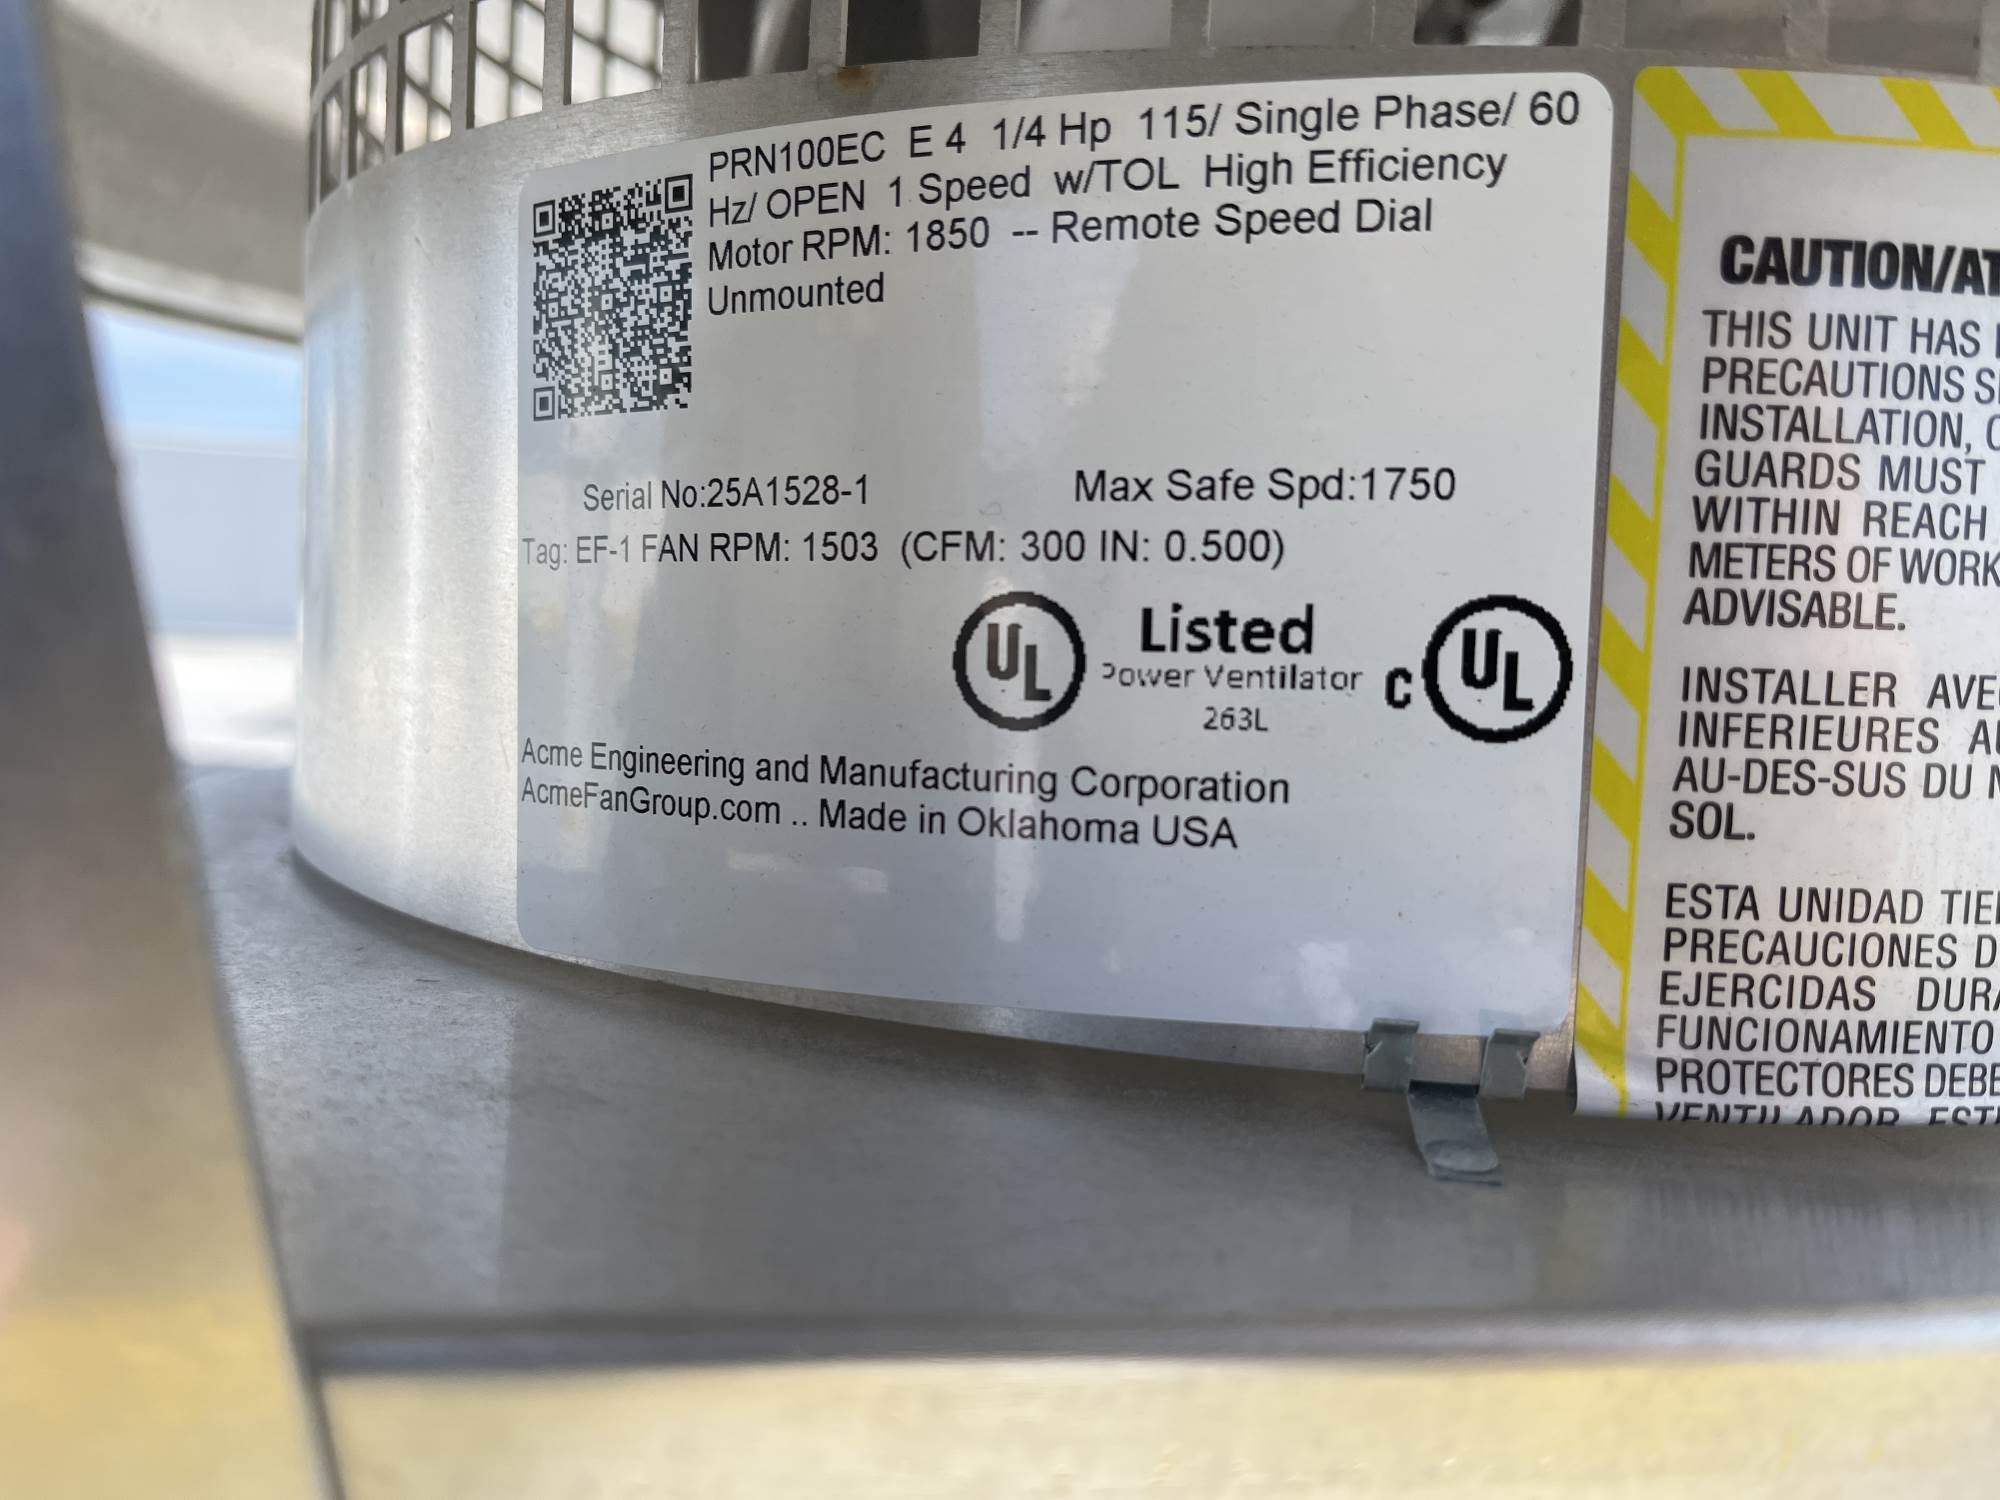 PRN100EC E 4 1/4 Hp 115/ Single Phase/ 60
Hz/ OPEN 1 Speed w/TOL High Efficiency
Motor RPM: 1850 -- Remote Speed Dial
Unmounted
Serial No:25A1528-1 Max Safe Spd:1750
Tag: EF-1 FAN RPM: 1503 (CFM: 300 IN: 0.500)
UL Listed C UL
Power Ventilator
263L
Acme Engineering and Manufacturing Corporation
AcmeFanGroup.com .. Made in Oklahoma USA
CAUTION/AT
THIS UNIT HAS
PRECAUTIONS
INSTALLATION,
GUARDS MUST
WITHIN REACH
METERS OF WORK
ADVISABLE.
INSTALLER AVE
INFERIEURES
AU-DES-SUS DU
SOL.
ESTA UNIDAD TIE
PRECAUCIONES D
EJERCIDAS DURA
FUNCIONAMIENTO
PROTECTORES DEBE
VENTILADOR EST